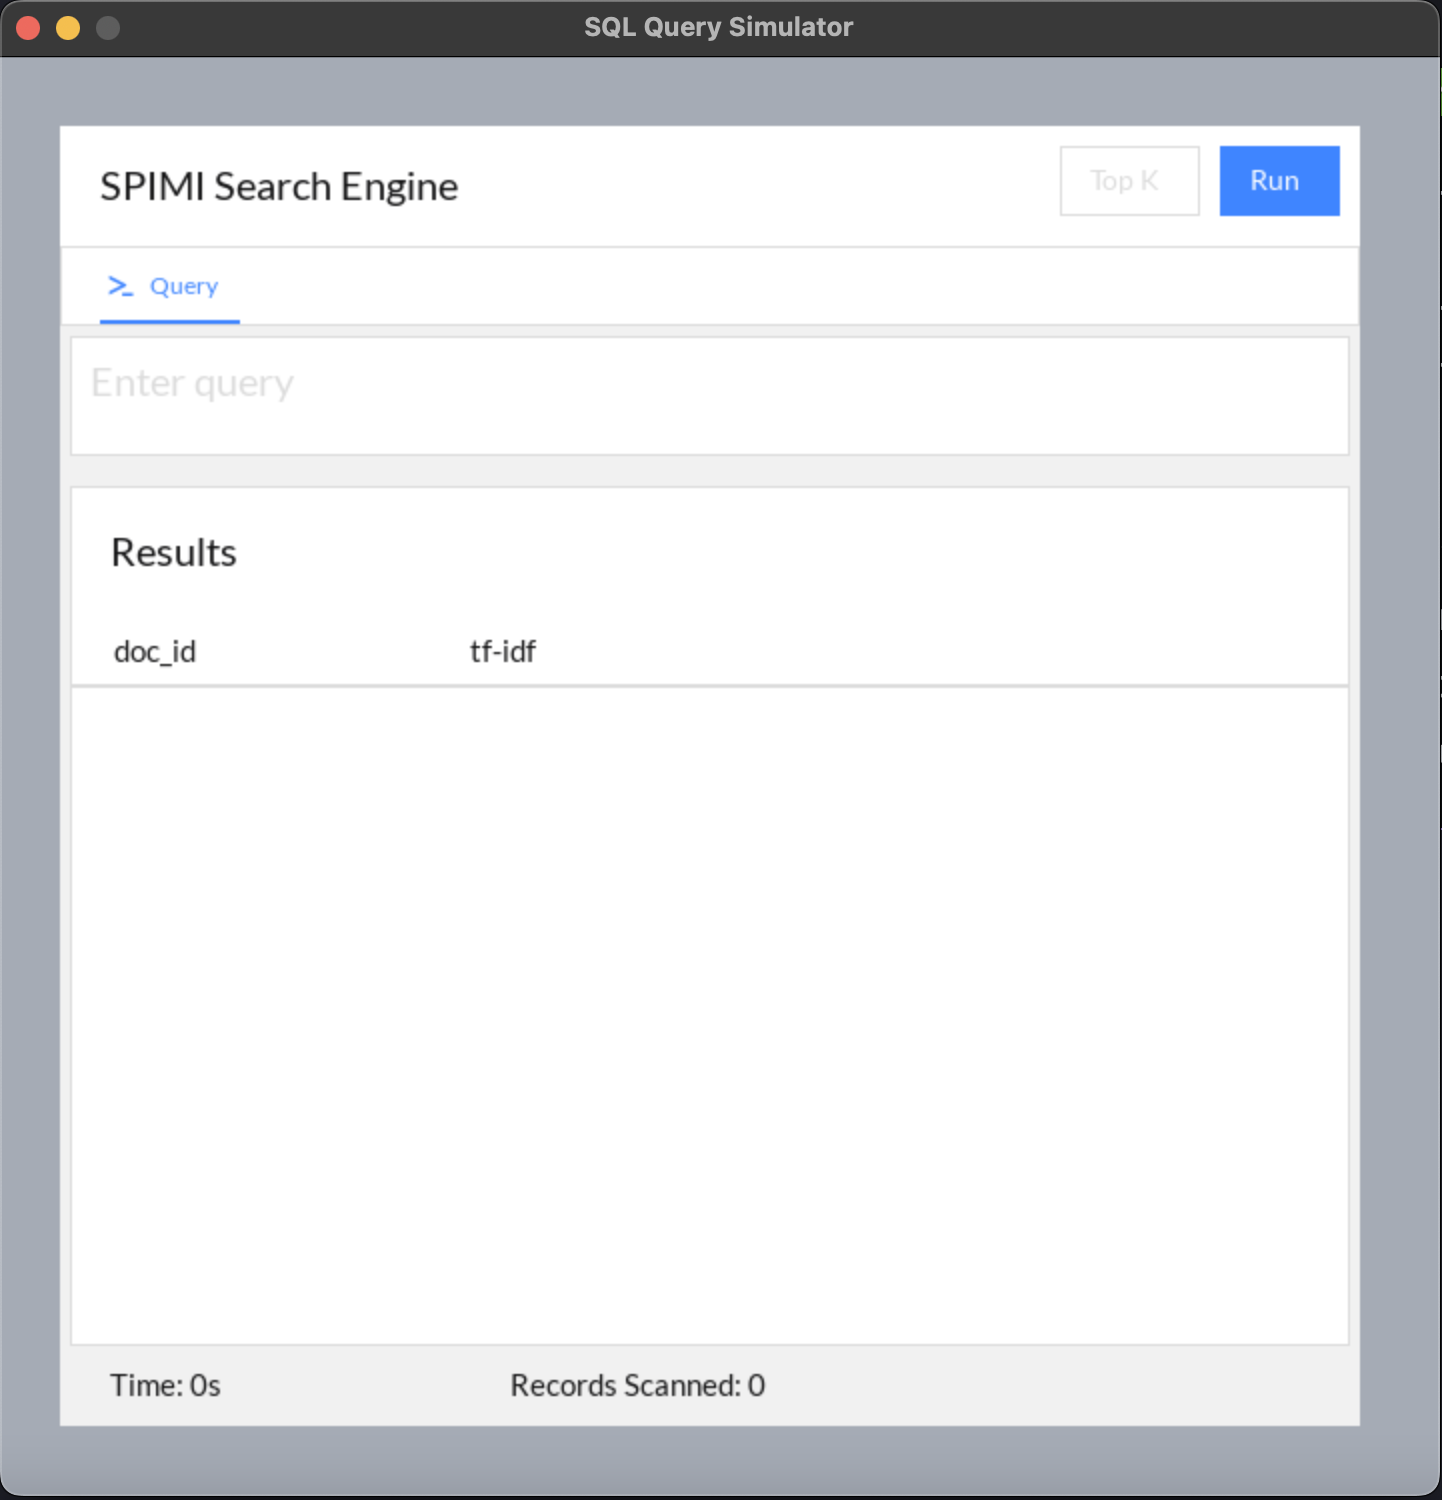 SQL Query Simulator
SPIMI Search Engine
Top K
Run
>_ Query
Enter query
Results
doc_id tf-idf
Time: 0s Records Scanned: 0